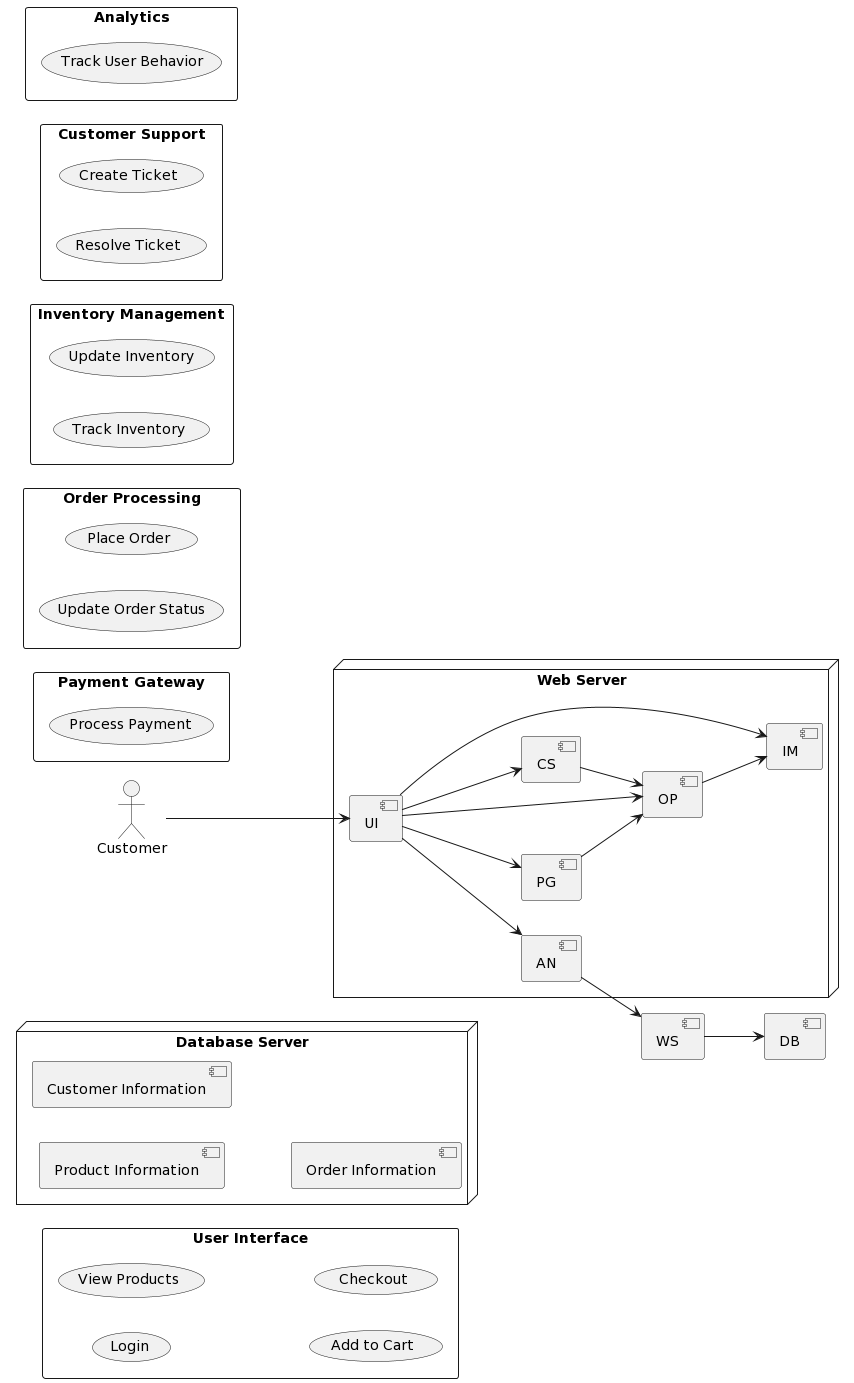 Analytics
Track User Behavior
Customer Support
Create Ticket
Resolve Ticket
Inventory Management
Update Inventory
Track Inventory
Order Processing
Place Order
Update Order Status
Payment Gateway
Process Payment
Customer
Web Server
UI
CS
PG
AN
OP
IM
WS
DB
Database Server
Customer Information
Product Information
Order Information
User Interface
View Products
Checkout
Login
Add to Cart